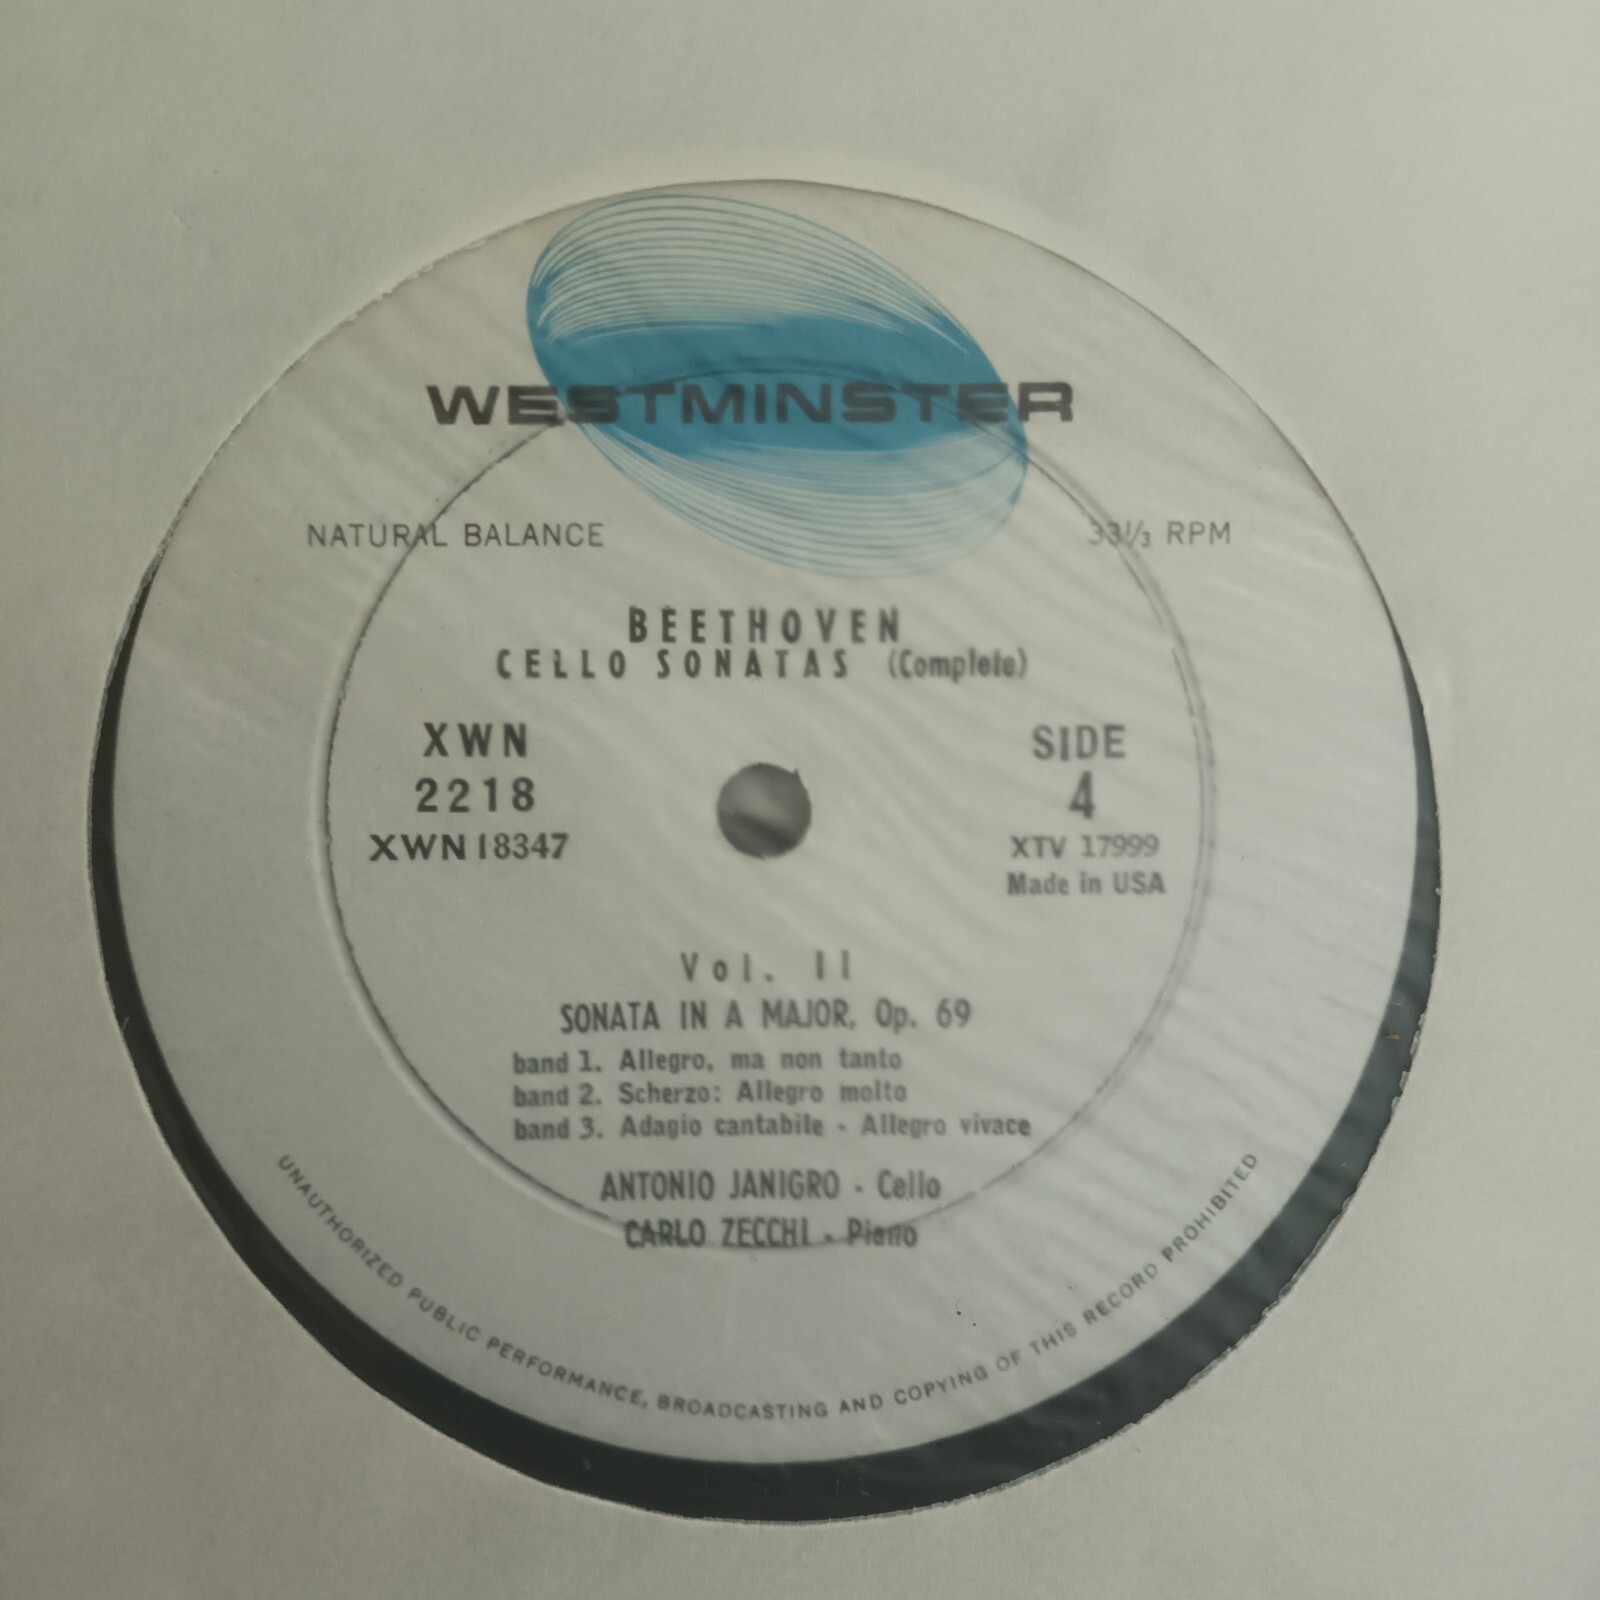 WESTMINSTER
NATURAL BALANCE
33⅓ RPM
BEETHOVEN
CELLO SONATAS (Complete)
XWN
2218
XWN 18347
SIDE
4
XTV 17999
Made in USA
Vol. II
SONATA IN A MAJOR, Op. 69
band 1. Allegro, ma non tanto
band 2. Scherzo: Allegro molto
band 3. Adagio cantabile - Allegro vivace
ANTONIO JANIGRO - Cello
CARLO ZECCHI - Piano
UNAUTHORIZED PUBLIC PERFORMANCE, BROADCASTING AND COPYING OF THIS RECORD PROHIBITED